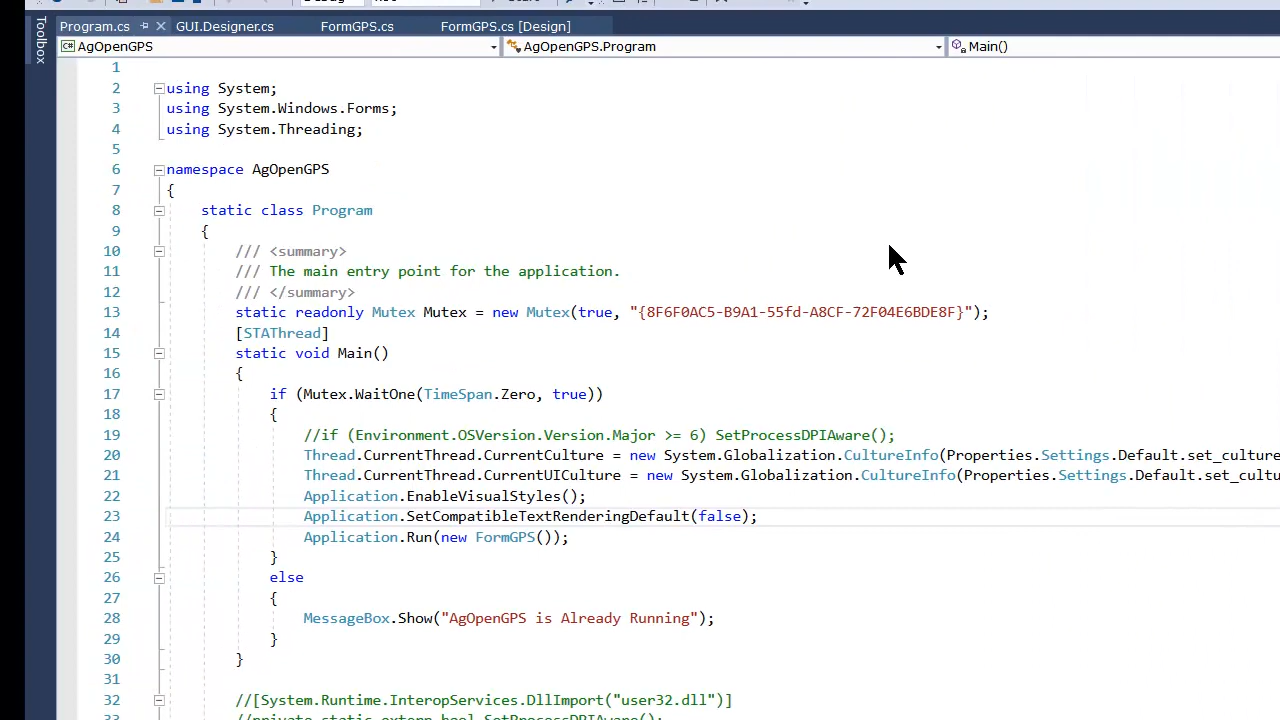 Program.cs
GUI.Designer.cs
FormGPS.cs
FormGPS.cs [Design]
Toolbox
C# AgOpenGPS
AgOpenGPS.Program
Main()
1
2 using System;
3 using System.Windows.Forms;
4 using System.Threading;
5
6 namespace AgOpenGPS
7 {
8 static class Program
9 {
10 /// <summary>
11 /// The main entry point for the application.
12 /// </summary>
13 static readonly Mutex Mutex = new Mutex(true, "{8F6F0AC5-B9A1-55fd-A8CF-72F04E6BDE8F}");
14 [STAThread]
15 static void Main()
16 {
17 if (Mutex.WaitOne(TimeSpan.Zero, true))
18 {
19 //if (Environment.OSVersion.Version.Major >= 6) SetProcessDPIAware();
20 Thread.CurrentThread.CurrentCulture = new System.Globalization.CultureInfo(Properties.Settings.Default.set_culture
21 Thread.CurrentThread.CurrentUICulture = new System.Globalization.CultureInfo(Properties.Settings.Default.set_cultu
22 Application.EnableVisualStyles();
23 Application.SetCompatibleTextRenderingDefault(false);
24 Application.Run(new FormGPS());
25 }
26 else
27 {
28 MessageBox.Show("AgOpenGPS is Already Running");
29 }
30 }
31
32 //[System.Runtime.InteropServices.DllImport("user32.dll")]
33 //private static extern bool SetProcessDPIAware();